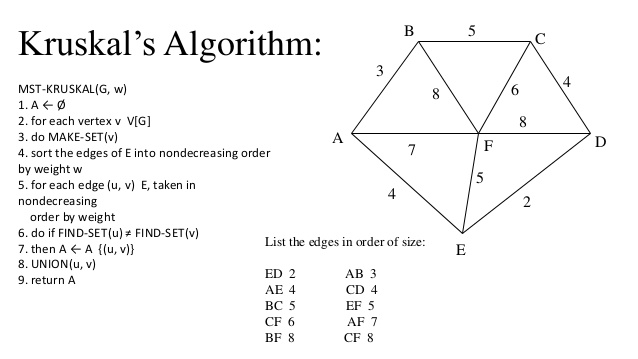 Kruskal's Algorithm:
MST-KRUSKAL(G, w)
1. A ← Ø
2. for each vertex v V[G]
3. do MAKE-SET(v)
4. sort the edges of E into nondecreasing order
by weight w
5. for each edge (u, v) E, taken in
nondecreasing
order by weight
6. do if FIND-SET(u) ≠ FIND-SET(v)
7. then A ← A {(u, v)}
8. UNION(u, v)
9. return A
B
5
C
3
8
6
4
A
7
F
8
D
4
5
2
E
List the edges in order of size:
ED 2 AB 3
AE 4 CD 4
BC 5 EF 5
CF 6 AF 7
BF 8 CF 8